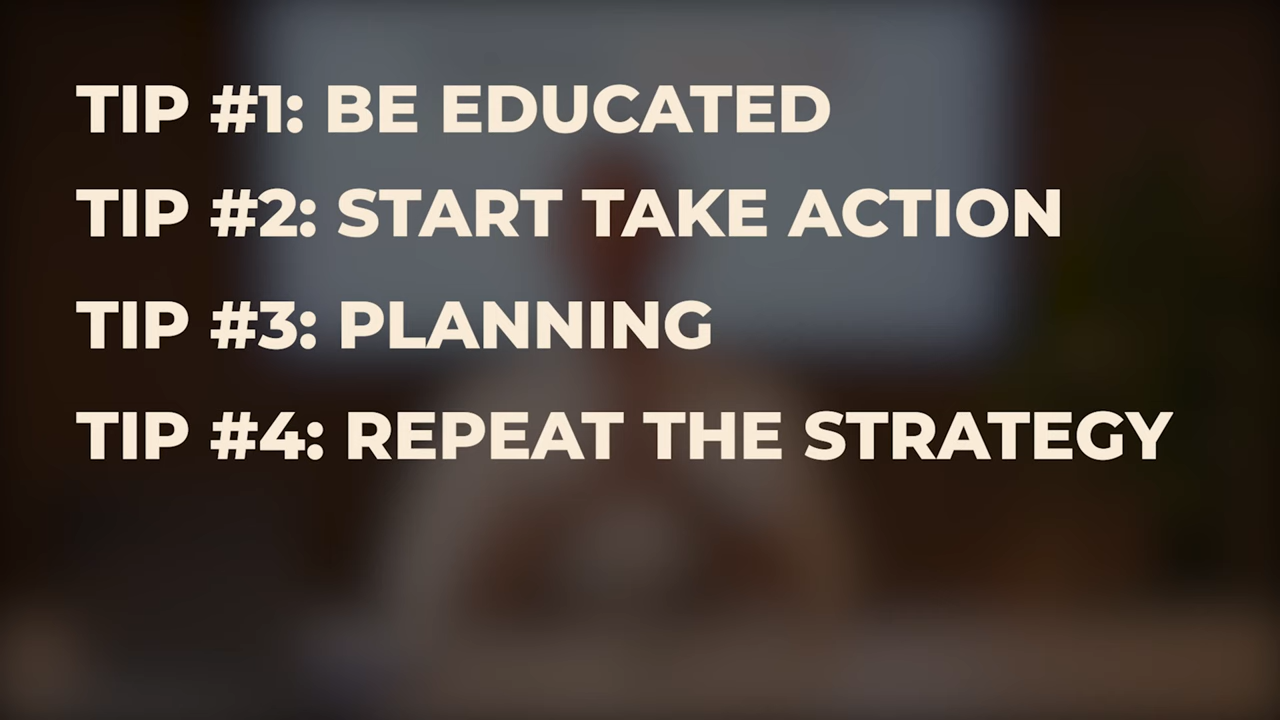 TIP #1: BE EDUCATED
TIP #2: START TAKE ACTION
TIP #3: PLANNING
TIP #4: REPEAT THE STRATEGY